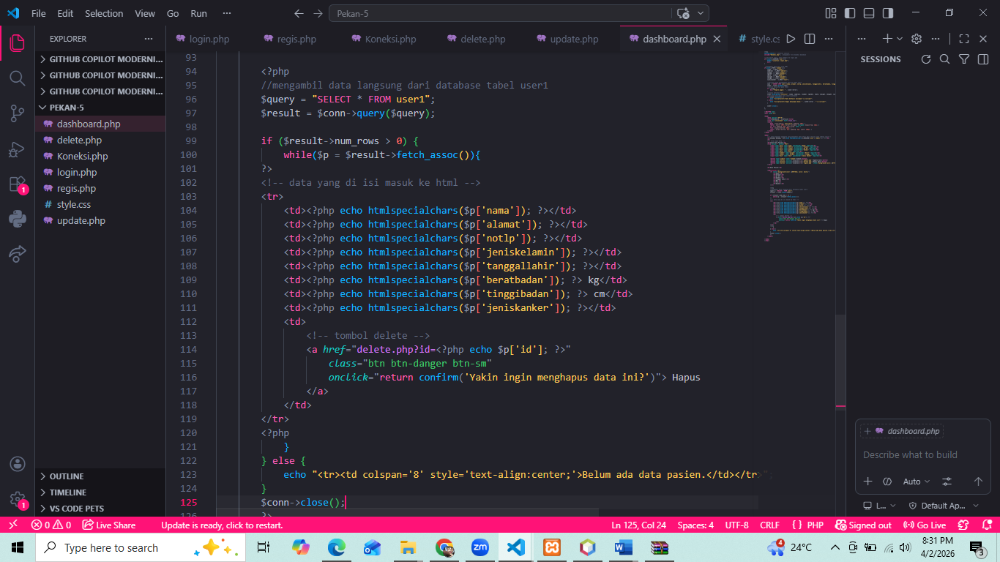 File Edit Selection View Go Run ··· Pekan-5
EXPLORER ···
login.php regis.php Koneksi.php delete.php update.php dashboard.php style.cs ···
SESSIONS
GITHUB COPILOT MODERNI...
GITHUB COPILOT MODERNI...
GITHUB COPILOT MODERNI...
PEKAN-5
dashboard.php
delete.php
Koneksi.php
login.php
regis.php
style.css
update.php
OUTLINE
TIMELINE
VS CODE PETS
93
94 <?php
95 //mengambil data langsung dari database tabel user1
96 $query = "SELECT * FROM user1";
97 $result = $conn->query($query);
98
99 if ($result->num_rows > 0) {
100 while($p = $result->fetch_assoc()){
101 ?>
102 <!-- data yang di isi masuk ke html -->
103 <tr>
104 <td><?php echo htmlspecialchars($p['nama']); ?></td>
105 <td><?php echo htmlspecialchars($p['alamat']); ?></td>
106 <td><?php echo htmlspecialchars($p['notlp']); ?></td>
107 <td><?php echo htmlspecialchars($p['jeniskelamin']); ?></td>
108 <td><?php echo htmlspecialchars($p['tanggallahir']); ?></td>
109 <td><?php echo htmlspecialchars($p['beratbadan']); ?> kg</td>
110 <td><?php echo htmlspecialchars($p['tinggibadan']); ?> cm</td>
111 <td><?php echo htmlspecialchars($p['jeniskanker']); ?></td>
112 <td>
113 <!-- tombol delete -->
114 <a href="delete.php?id=<?php echo $p['id']; ?>"
115 class="btn btn-danger btn-sm"
116 onclick="return confirm('Yakin ingin menghapus data ini?')"> Hapus
117 </a>
118 </td>
119 </tr>
120 <?php
121 }
122 } else {
123 echo "<tr><td colspan='8' style='text-align:center;'>Belum ada data pasien.</td></tr>";
124 }
125 $conn->close();
126 ?>
dashboard.php
Describe what to build
Auto
L... Default Ap...
0 0 Live Share Update is ready, click to restart. Ln 125, Col 24 Spaces: 4 UTF-8 CRLF { } PHP Signed out Go Live
Type here to search 24°C 8:31 PM
4/2/2026